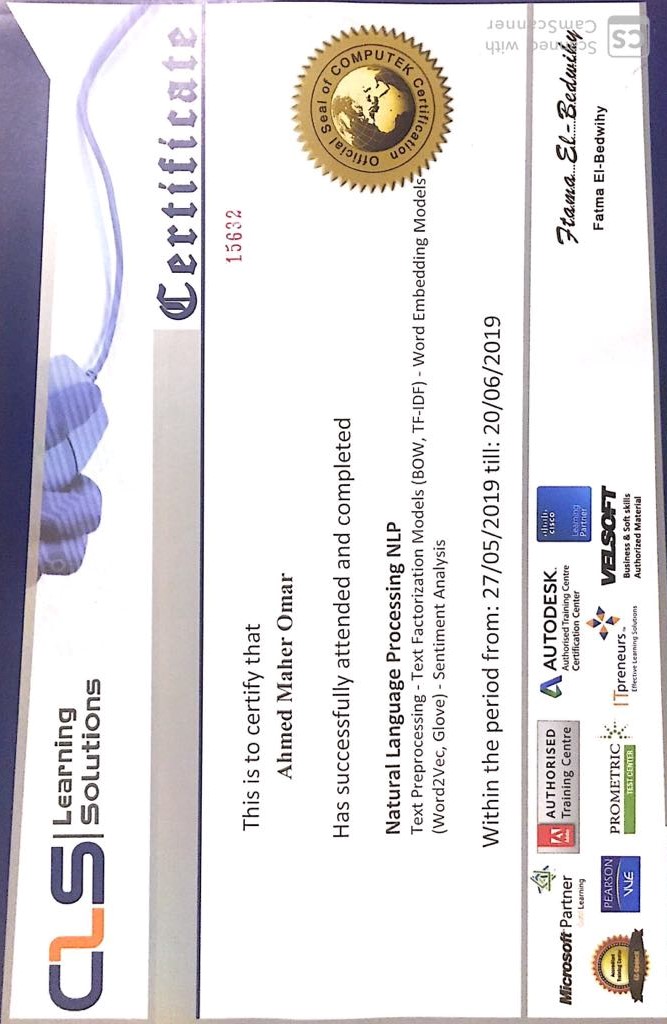 CLS Learning
Solutions
Certificate
15632
This is to certify that
Ahmed Maher Omar
Has successfully attended and completed
Official Seal of COMPUTEK Certification
Natural Language Processing NLP
Text Preprocessing - Text Factorization Models (BOW, TF-IDF) - Word Embedding Models
(Word2Vec, Glove) - Sentiment Analysis
Within the period from: 27/05/2019 till: 20/06/2019
Microsoft Partner
Learning
AUTHORISED
Training Centre
AUTODESK.
Authorised Training Centre
Certification Center
CISCO
Learning
Partner
Accredited
Training Center
EC-Council
PEARSON
VUE
PROMETRIC
TEST CENTER
ITpreneurs™
Effective Learning Solutions
VELSOFT
Business & Soft skills
Authorized Material
Ftama El-Bedwihy
Fatma El-Bedwihy
Scanned with
CamScanner
CS